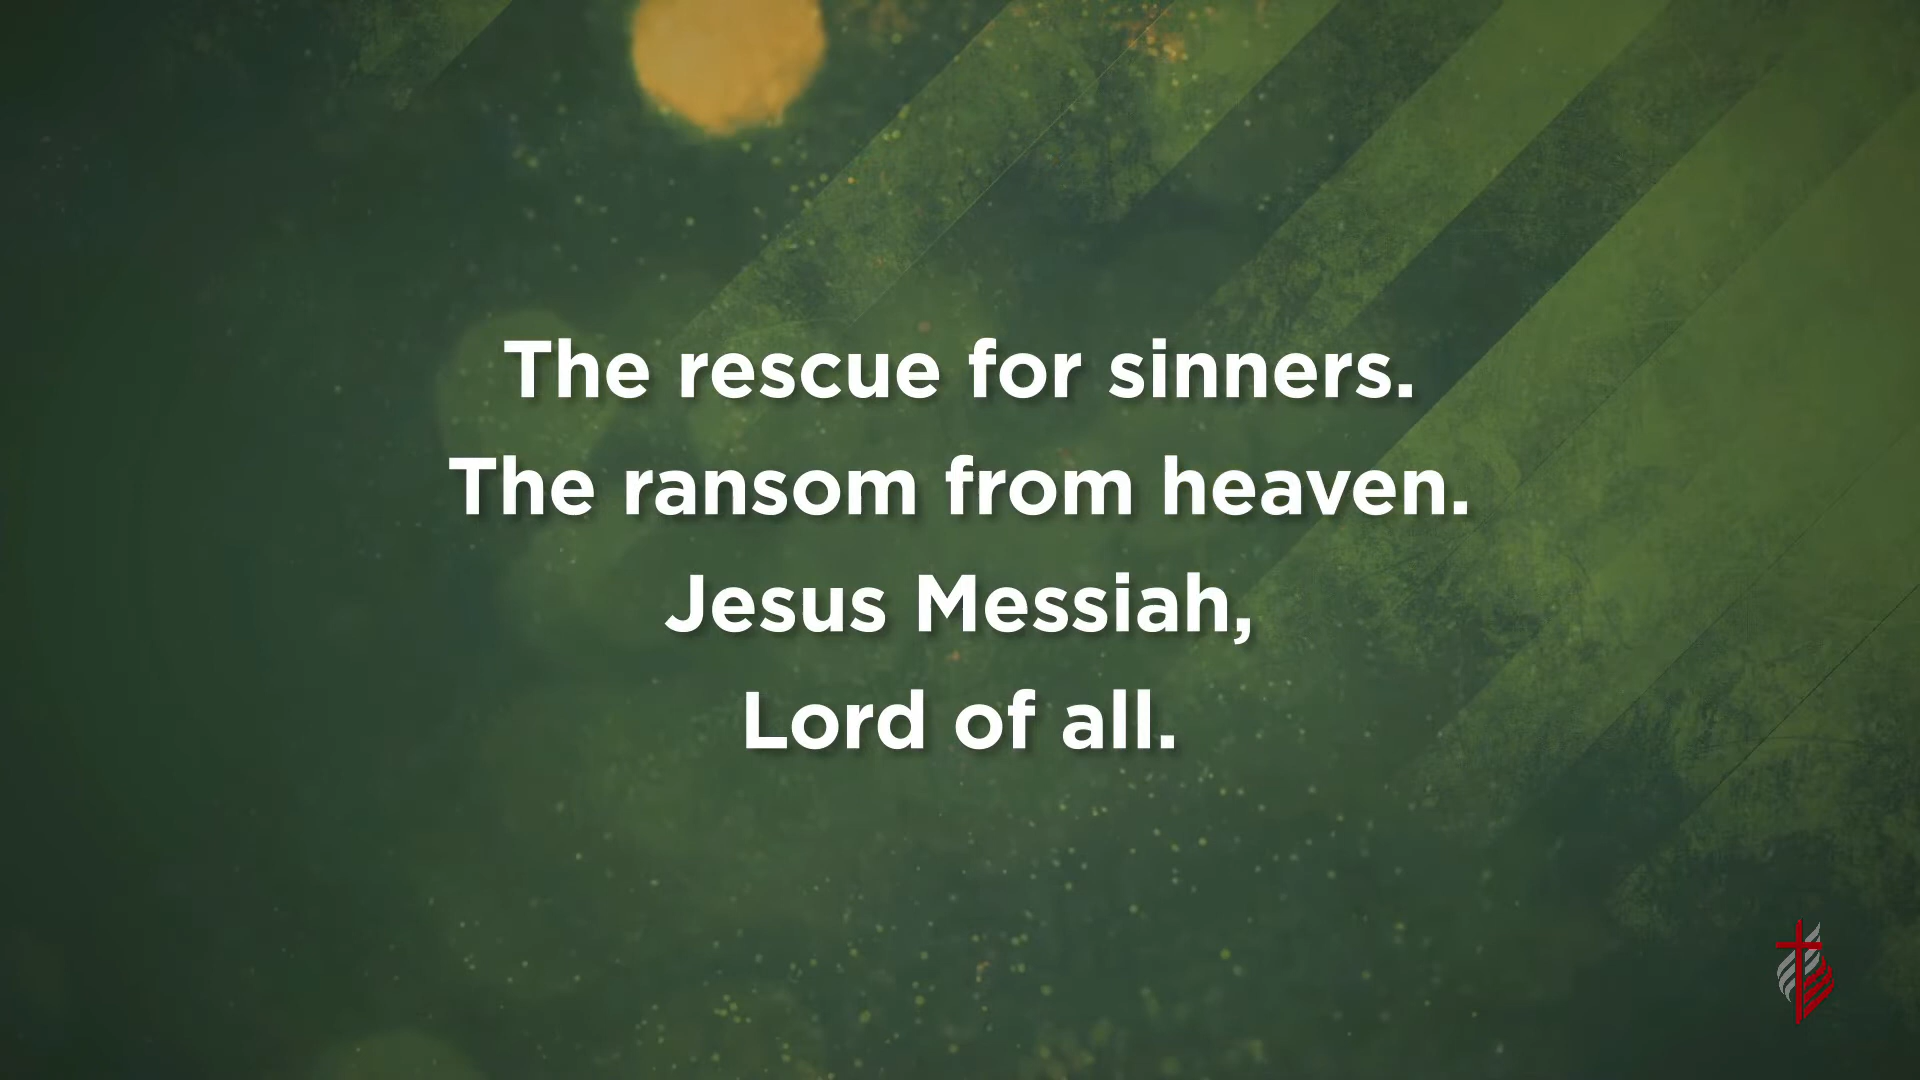 The rescue for sinners.
The ransom from heaven.
Jesus Messiah,
Lord of all.